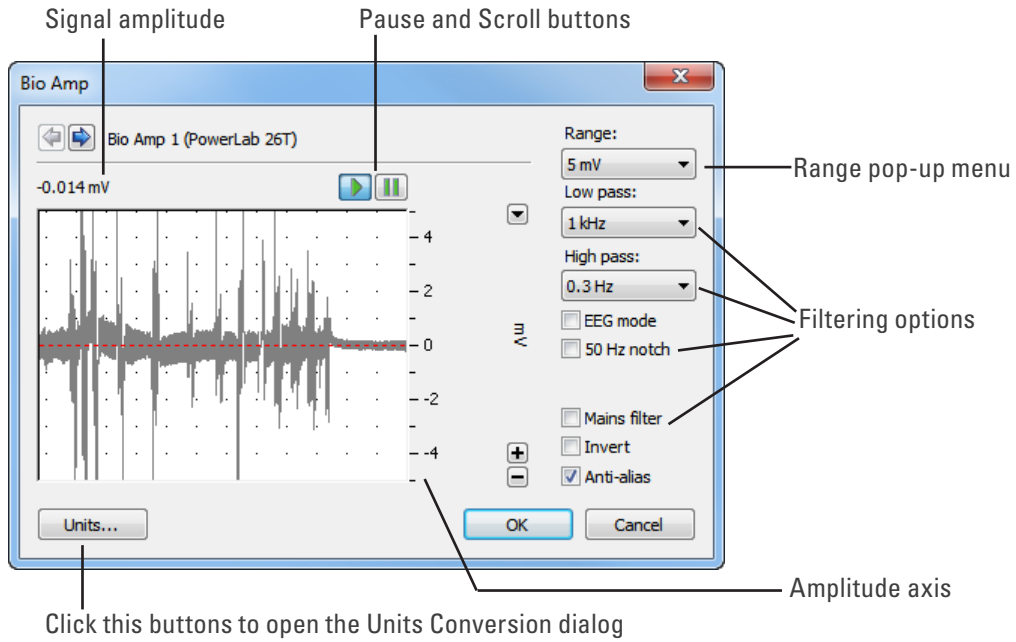 Signal amplitude
Pause and Scroll buttons
Bio Amp
Bio Amp 1 (PowerLab 26T)
-0.014 mV
4
2
0
-2
-4
mV
Range:
5 mV
Range pop-up menu
Low pass:
1 kHz
High pass:
0.3 Hz
Filtering options
EEG mode
50 Hz notch
Mains filter
Invert
Anti-alias
Units...
OK
Cancel
Amplitude axis
Click this buttons to open the Units Conversion dialog